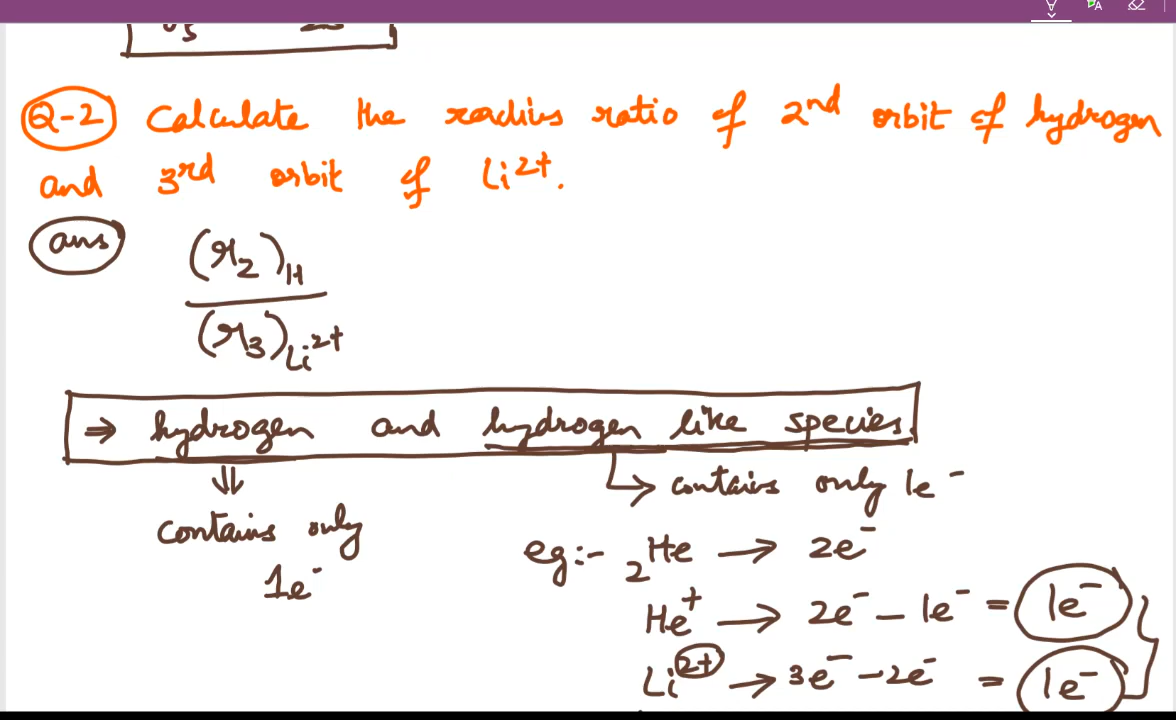 Q-2 Calculate the radius ratio of 2nd orbit of hydrogen
and 3rd orbit of Li2+.
ans (r2)H
(r3)Li2+
⇒ hydrogen and hydrogen like species.
contains only 1e-
contains only
1e-
eg:- 2He → 2e-
He+ → 2e- - 1e- = 1e-
Li2+ → 3e- - 2e- = 1e-